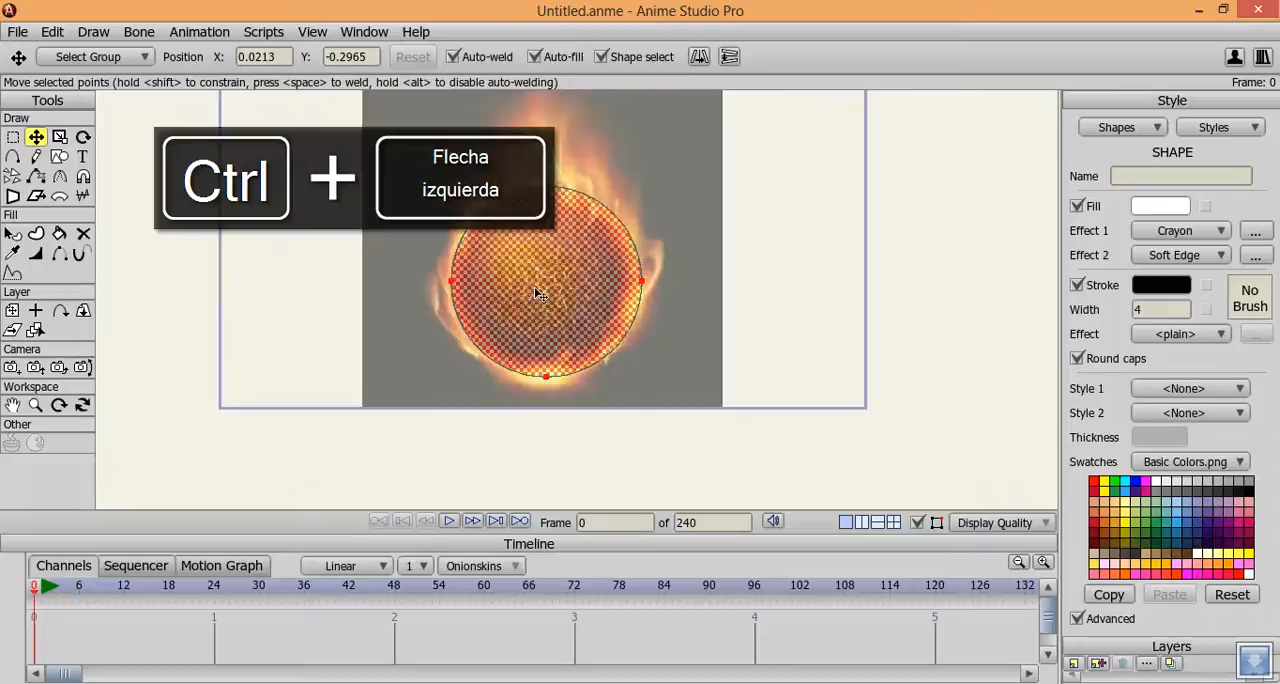 Untitled.anme - Anime Studio Pro
File Edit Draw Bone Animation Scripts View Window Help
Select Group Position X: 0.0213 Y: -0.2965 Reset Auto-weld Auto-fill Shape select
Move selected points (hold <shift> to constrain, press <space> to weld, hold <alt> to disable auto-welding)
Frame: 0
Tools
Draw
T
Fill
Layer
Camera
Workspace
Other
Ctrl + Flecha
izquierda
Style
Shapes Styles
SHAPE
Name
Fill
Effect 1 Crayon ...
Effect 2 Soft Edge ...
Stroke
No
Brush
Width 4
Effect <plain> ...
Round caps
Style 1 <None>
Style 2 <None>
Thickness
Swatches Basic Colors.png
Copy Paste Reset
Advanced
Layers
Frame 0 of 240 Display Quality
Timeline
Channels Sequencer Motion Graph Linear 1 Onionskins
0 6 12 18 24 30 36 42 48 54 60 66 72 78 84 90 96 102 108 114 120 126 132
0 1 2 3 4 5